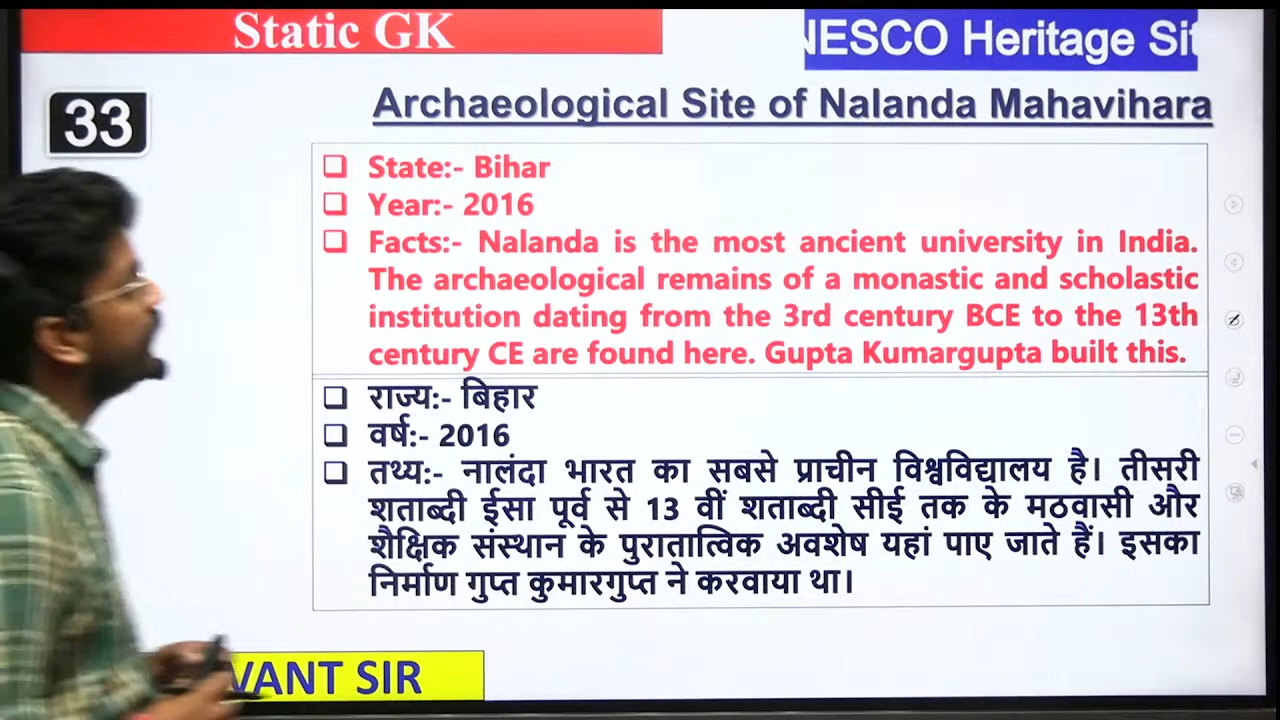 Static GK
NESCO Heritage Sit
33
Archaeological Site of Nalanda Mahavihara
State:- Bihar
Year:- 2016
Facts:- Nalanda is the most ancient university in India.
The archaeological remains of a monastic and scholastic
institution dating from the 3rd century BCE to the 13th
century CE are found here. Gupta Kumargupta built this.
राज्य:- बिहार
वर्ष:- 2016
तथ्य:- नालंदा भारत का सबसे प्राचीन विश्वविद्यालय है। तीसरी
शताब्दी ईसा पूर्व से 13 वीं शताब्दी सीई तक के मठवासी और
शैक्षिक संस्थान के पुरातात्विक अवशेष यहां पाए जाते हैं। इसका
निर्माण गुप्त कुमारगुप्त ने करवाया था।
VANT SIR